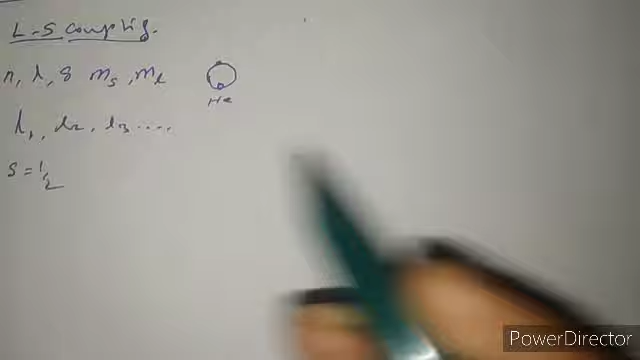 L-S coupling.
n, l, s ms, ml
He
l1, l2, l3 ....
s = 1/2
PowerDirector